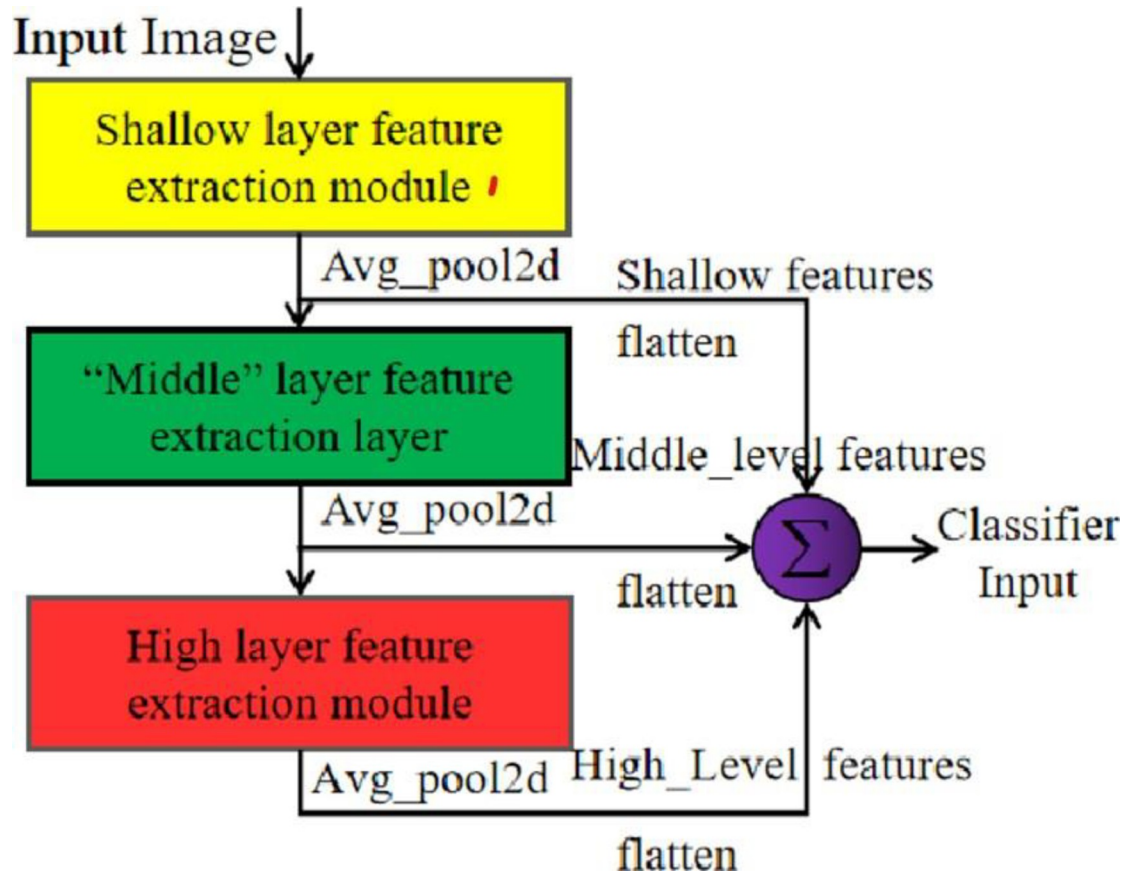 Input Image
Shallow layer feature
extraction module
Avg_pool2d
Shallow features
flatten
“Middle” layer feature
extraction layer
Middle_level features
Avg_pool2d
flatten
Σ
Classifier
Input
High layer feature
extraction module
Avg_pool2d
High_Level features
flatten